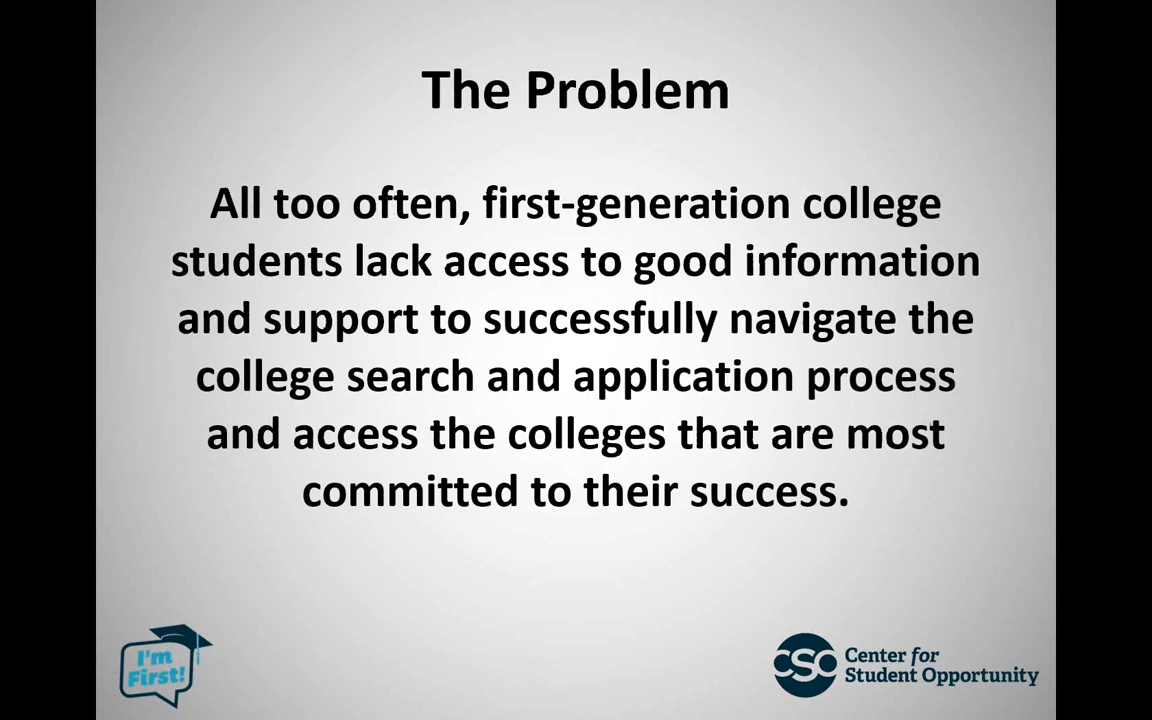 The Problem
All too often, first-generation college
students lack access to good information
and support to successfully navigate the
college search and application process
and access the colleges that are most
committed to their success.
I'm
First!
CSO
Center for
Student Opportunity